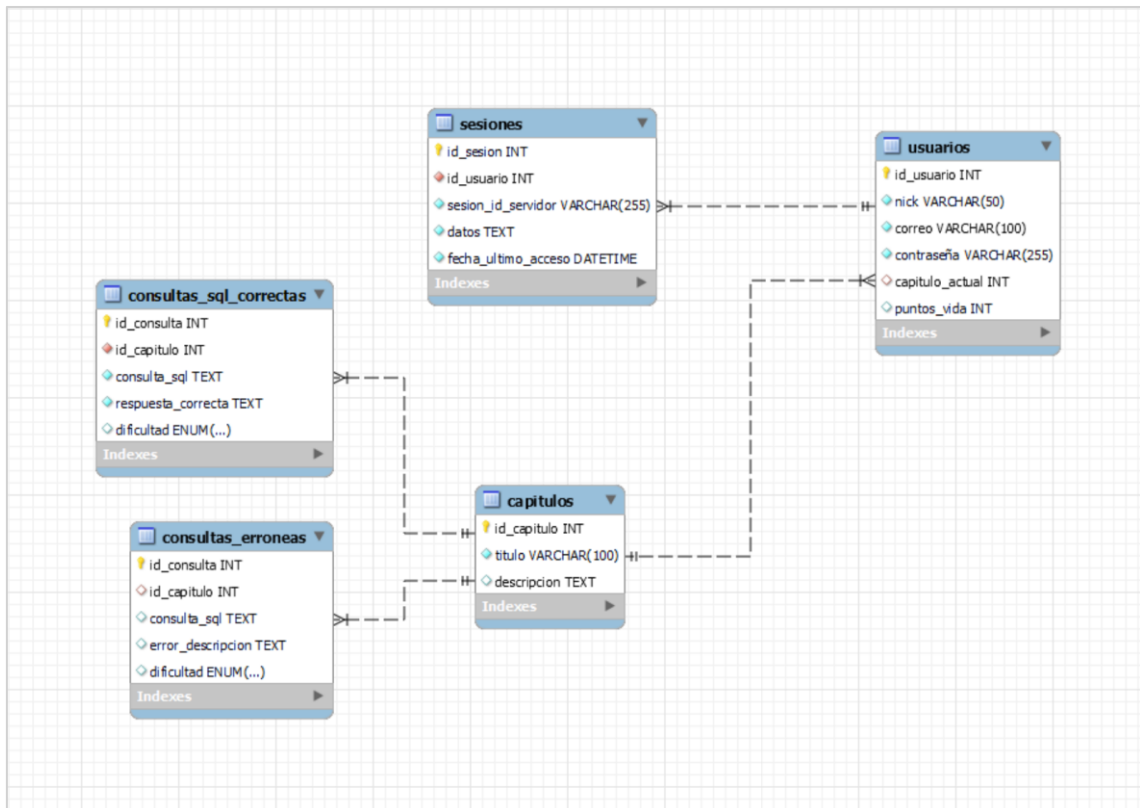 sesiones
id_sesion INT
id_usuario INT
sesion_id_servidor VARCHAR(255)
datos TEXT
fecha_ultimo_acceso DATETIME
Indexes
usuarios
id_usuario INT
nick VARCHAR(50)
correo VARCHAR(100)
contraseña VARCHAR(255)
capitulo_actual INT
puntos_vida INT
Indexes
consultas_sql_correctas
id_consulta INT
id_capitulo INT
consulta_sql TEXT
respuesta_correcta TEXT
dificultad ENUM(...)
Indexes
capitulos
id_capitulo INT
titulo VARCHAR(100)
descripcion TEXT
Indexes
consultas_erroneas
id_consulta INT
id_capitulo INT
consulta_sql TEXT
error_descripcion TEXT
dificultad ENUM(...)
Indexes